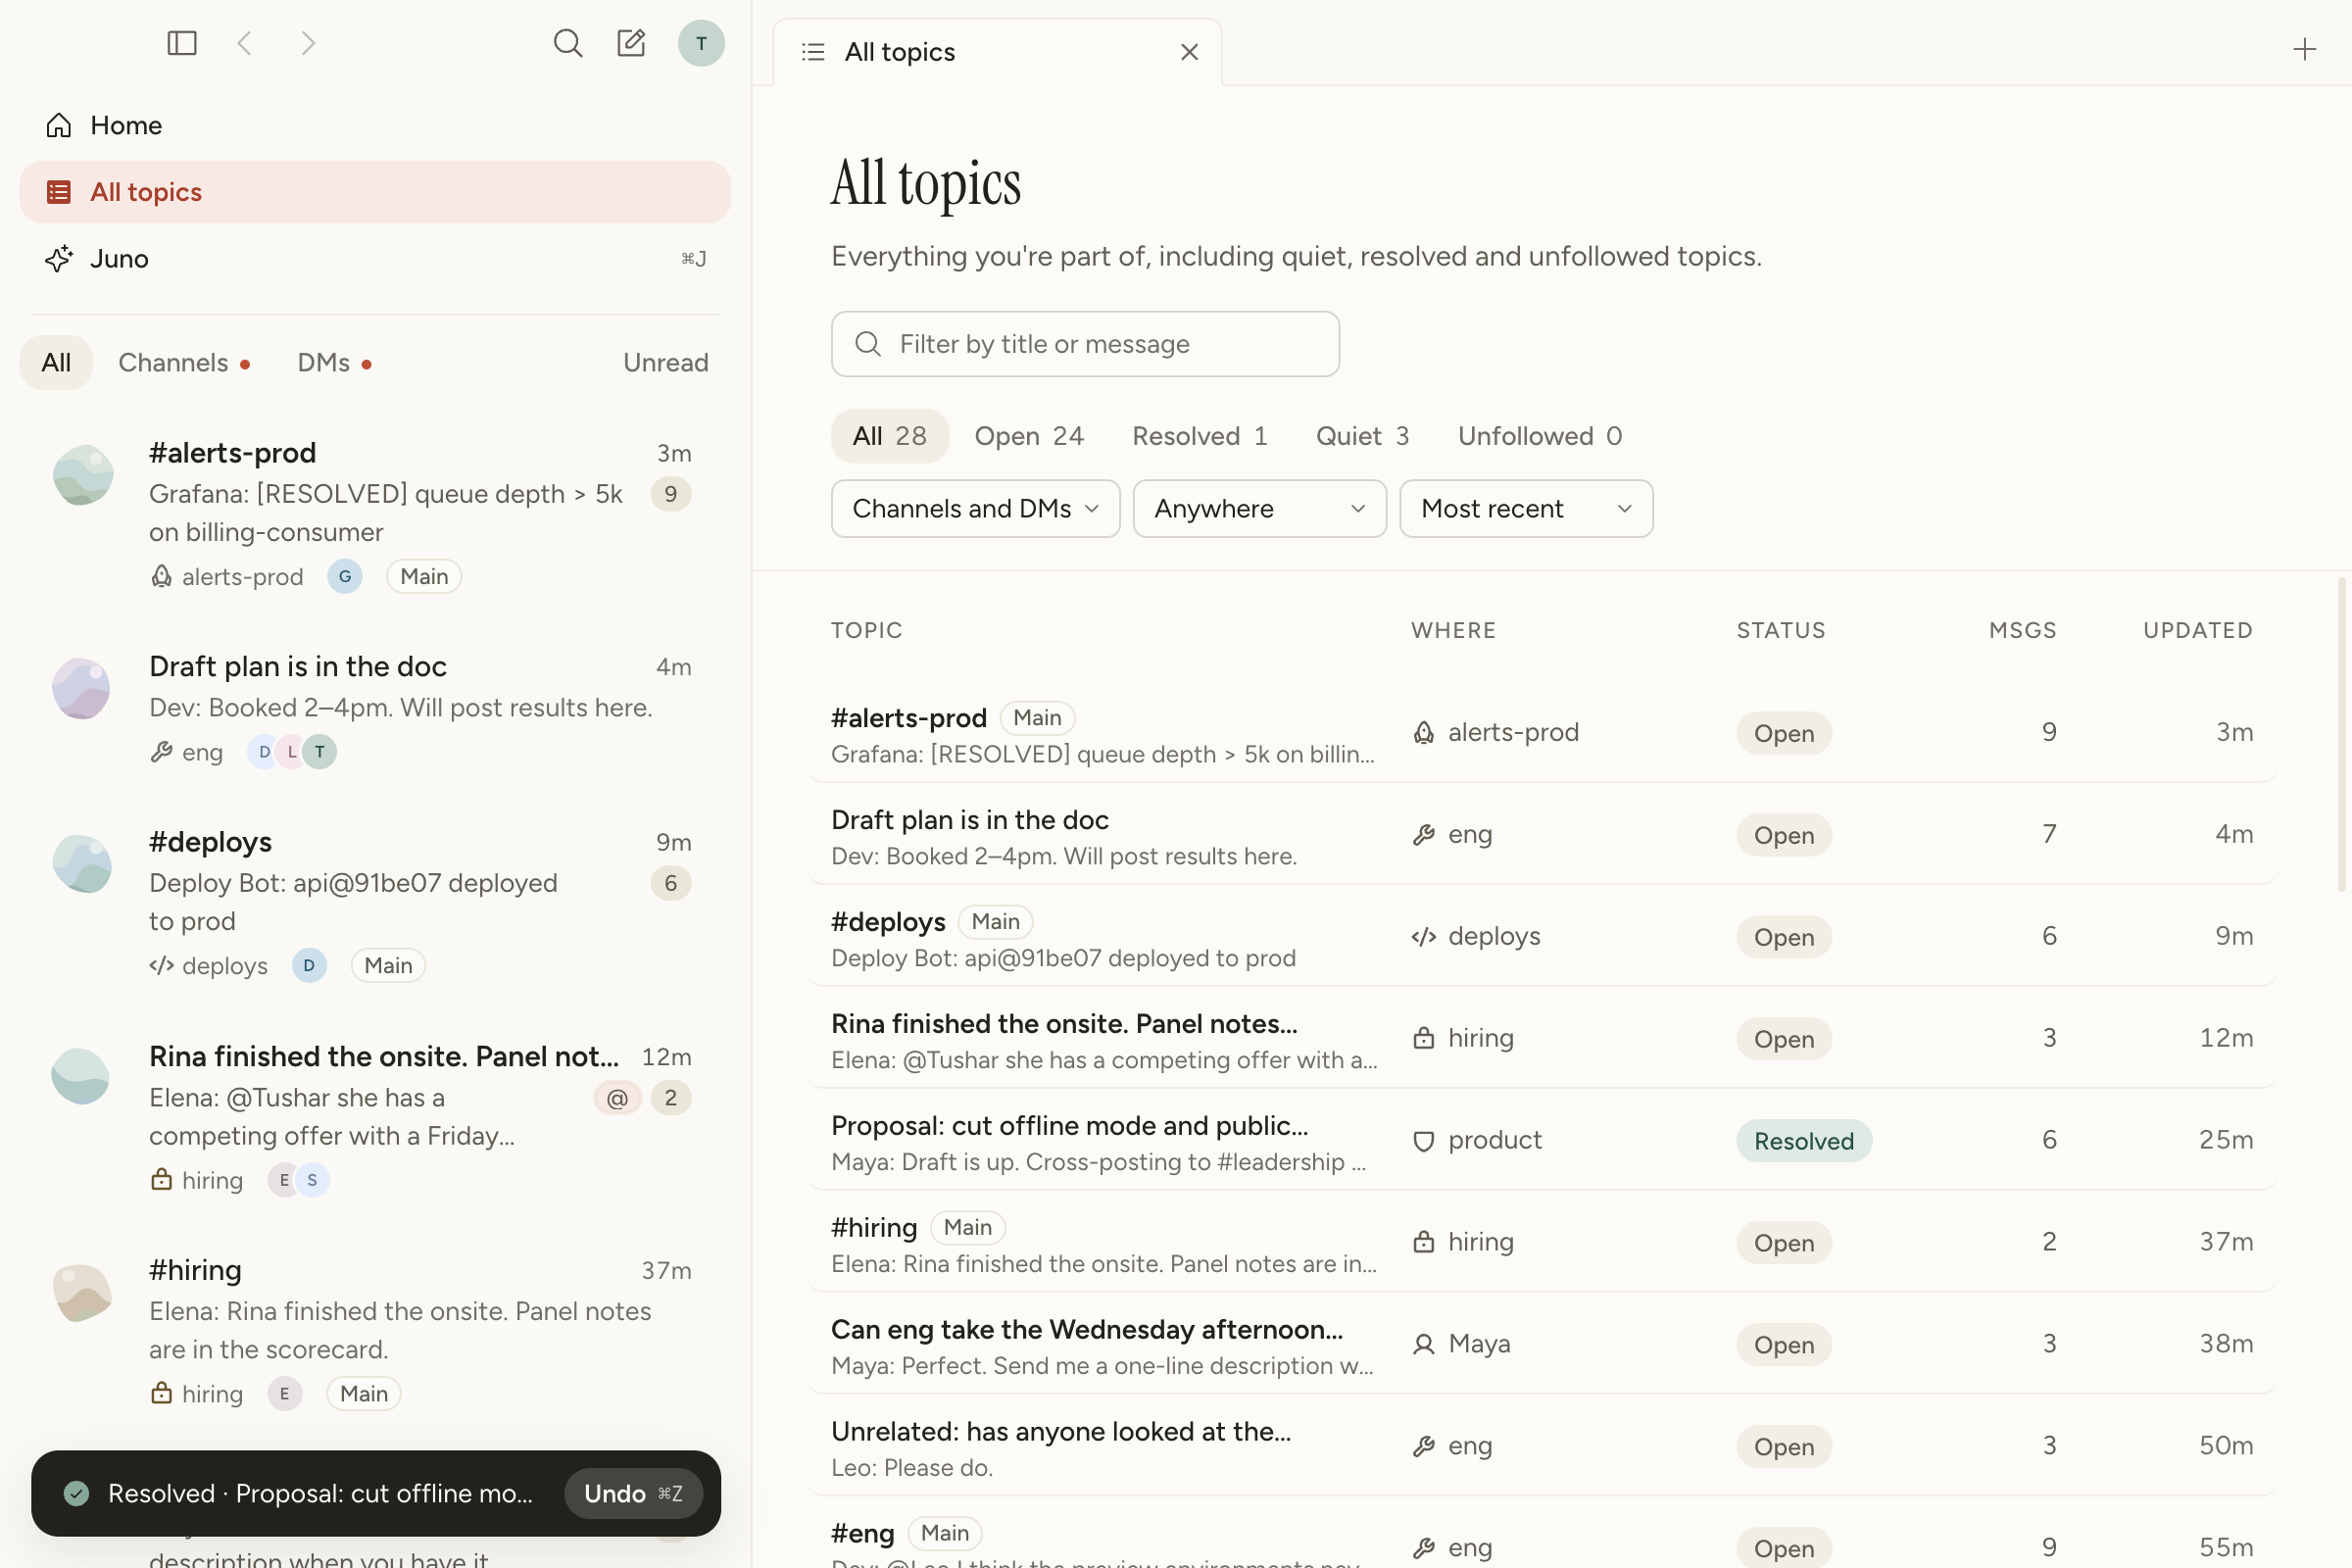 T
Home
All topics
Juno ⌘J
All Channels DMs Unread
#alerts-prod 3m
Grafana: [RESOLVED] queue depth > 5k 9
on billing-consumer
alerts-prod G Main
Draft plan is in the doc 4m
Dev: Booked 2–4pm. Will post results here.
eng D L T
#deploys 9m
Deploy Bot: api@91be07 deployed 6
to prod
deploys D Main
Rina finished the onsite. Panel not... 12m
Elena: @Tushar she has a @ 2
competing offer with a Friday...
hiring E S
#hiring 37m
Elena: Rina finished the onsite. Panel notes
are in the scorecard.
hiring E Main
Resolved · Proposal: cut offline mo... Undo ⌘Z
description when you have it
All topics
All topics
Everything you're part of, including quiet, resolved and unfollowed topics.
Filter by title or message
All 28 Open 24 Resolved 1 Quiet 3 Unfollowed 0
Channels and DMs Anywhere Most recent
TOPIC WHERE STATUS MSGS UPDATED
#alerts-prod Main alerts-prod Open 9 3m
Grafana: [RESOLVED] queue depth > 5k on billin...
Draft plan is in the doc eng Open 7 4m
Dev: Booked 2–4pm. Will post results here.
#deploys Main deploys Open 6 9m
Deploy Bot: api@91be07 deployed to prod
Rina finished the onsite. Panel notes... hiring Open 3 12m
Elena: @Tushar she has a competing offer with a...
Proposal: cut offline mode and public... product Resolved 6 25m
Maya: Draft is up. Cross-posting to #leadership ...
#hiring Main hiring Open 2 37m
Elena: Rina finished the onsite. Panel notes are in...
Can eng take the Wednesday afternoon... Maya Open 3 38m
Maya: Perfect. Send me a one-line description w...
Unrelated: has anyone looked at the... eng Open 3 50m
Leo: Please do.
#eng Main eng Open 9 55m
Dev: @Leo I think the preview environments